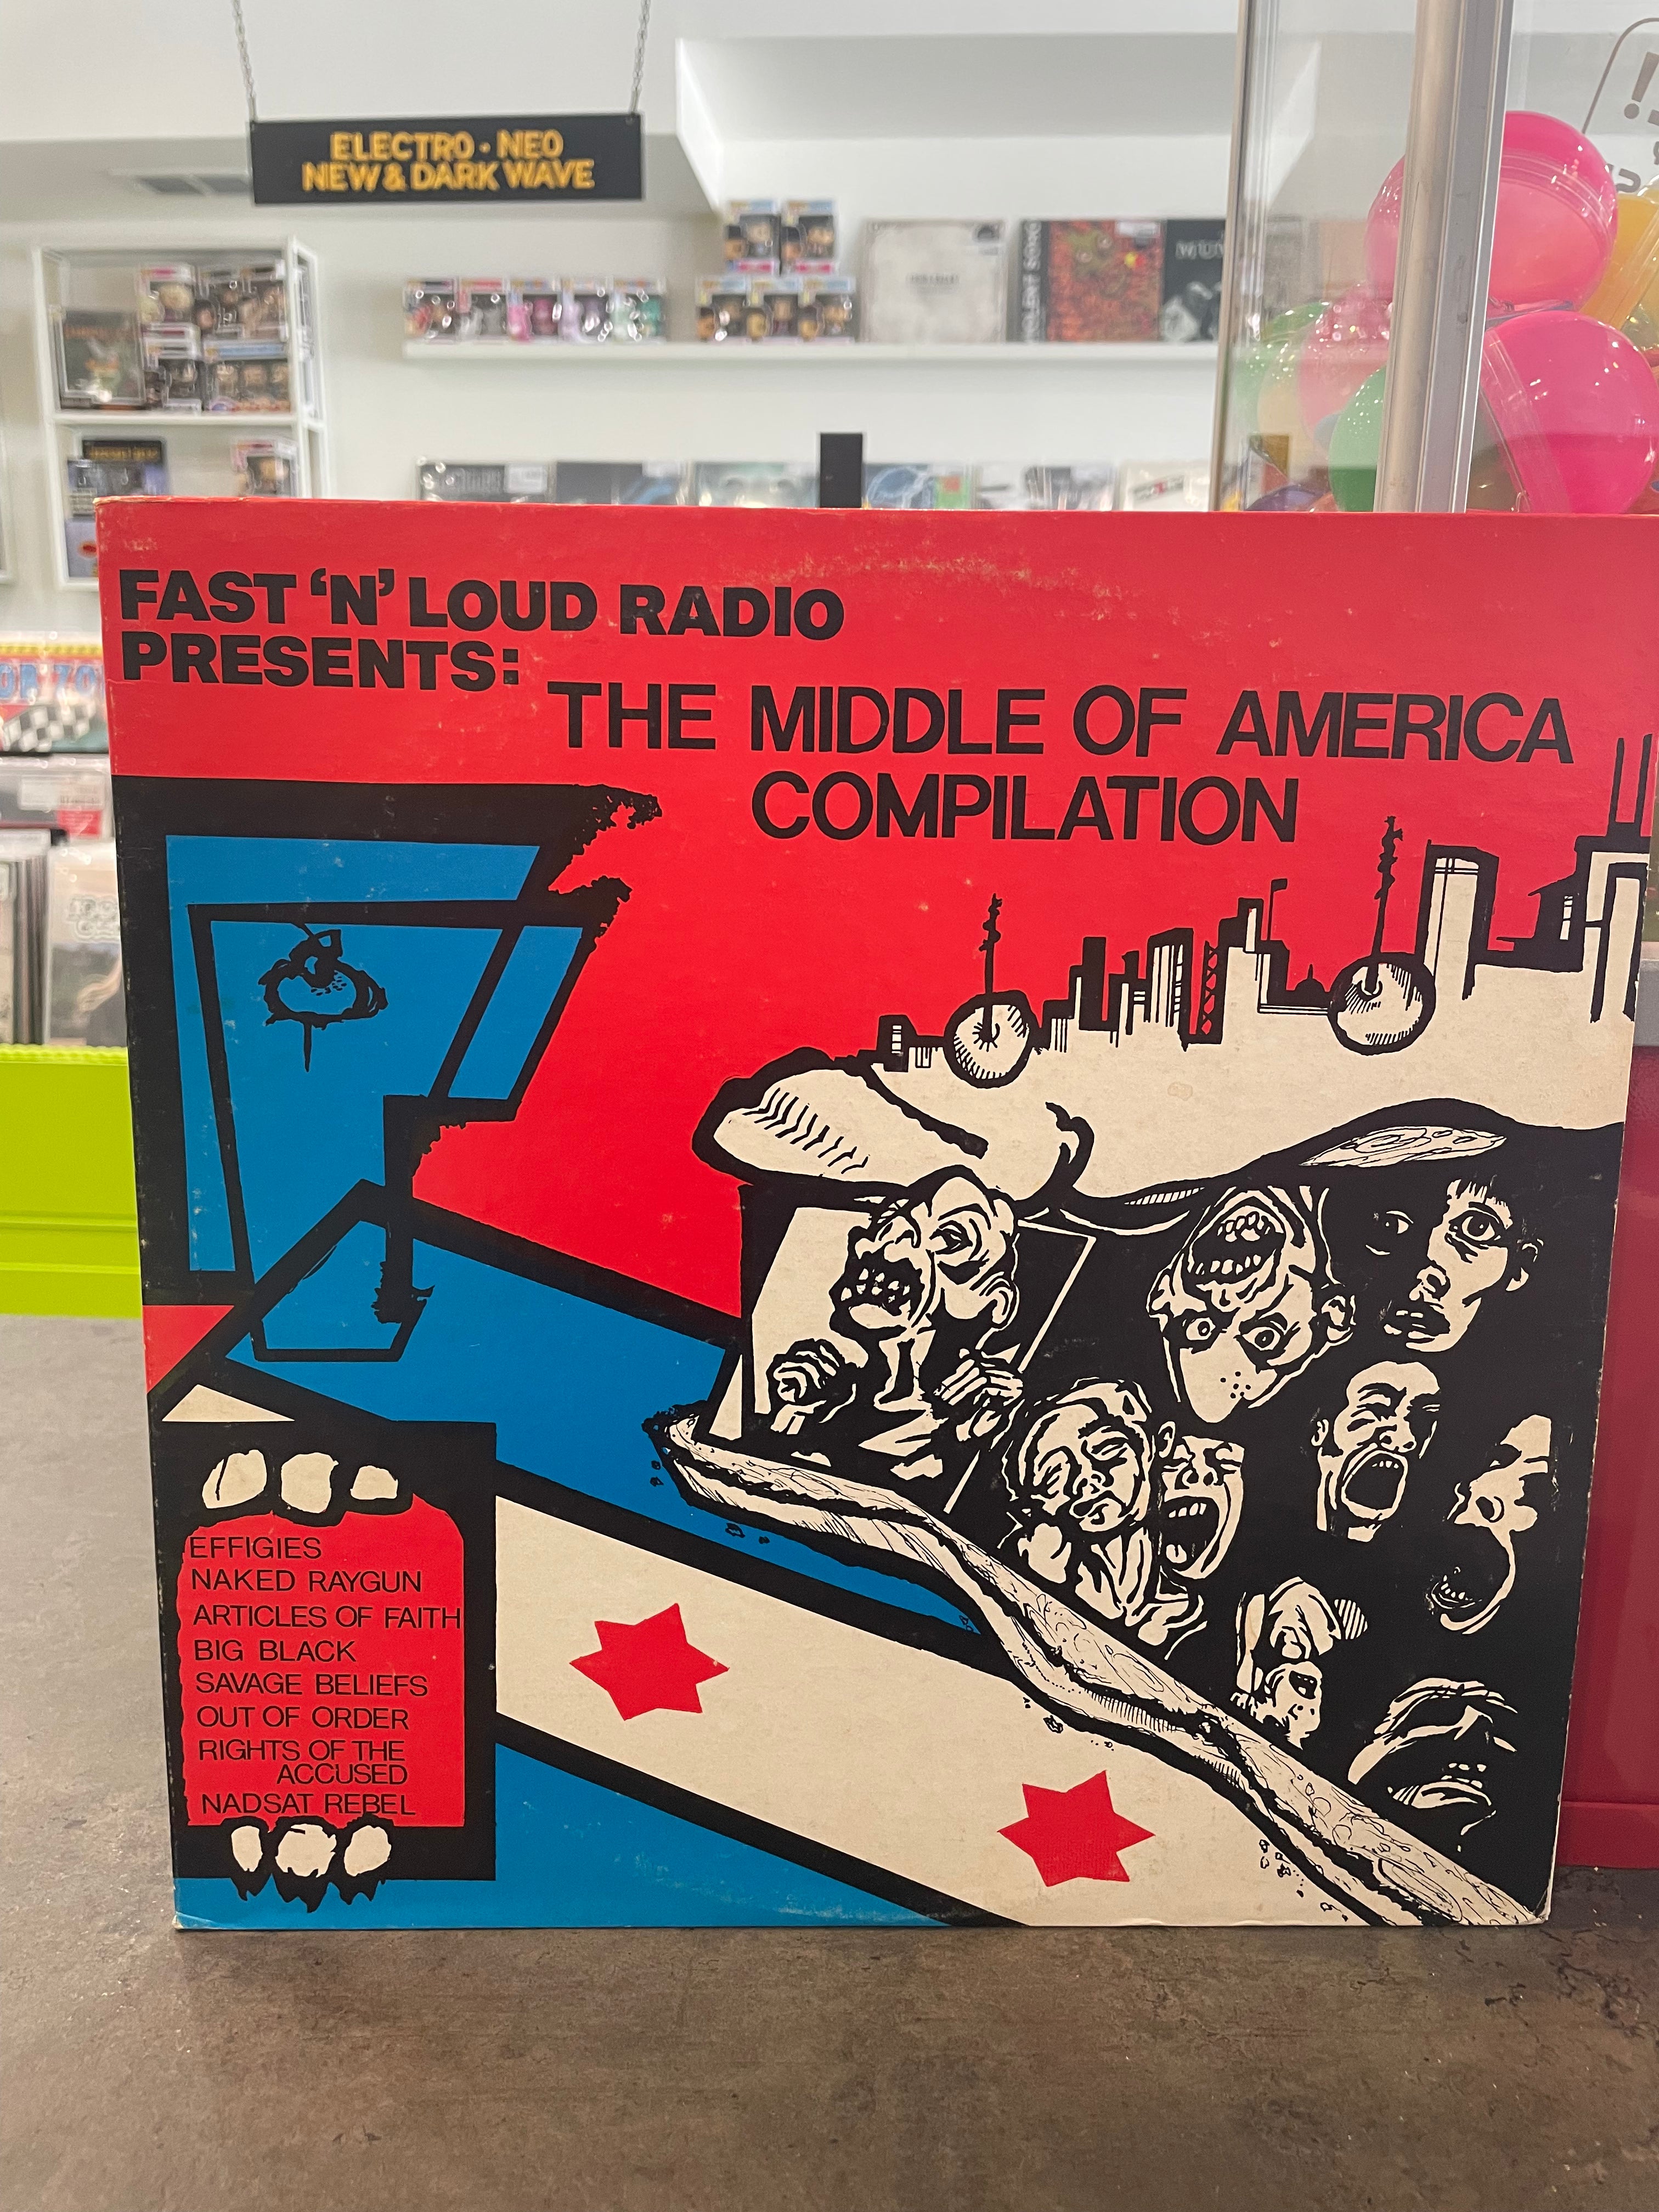 ELECTRO · NEO
NEW & DARK WAVE
FAST 'N' LOUD RADIO
PRESENTS:
THE MIDDLE OF AMERICA
COMPILATION
EFFIGIES
NAKED RAYGUN
ARTICLES OF FAITH
BIG BLACK
SAVAGE BELIEFS
OUT OF ORDER
RIGHTS OF THE
ACCUSED
NADSAT REBEL